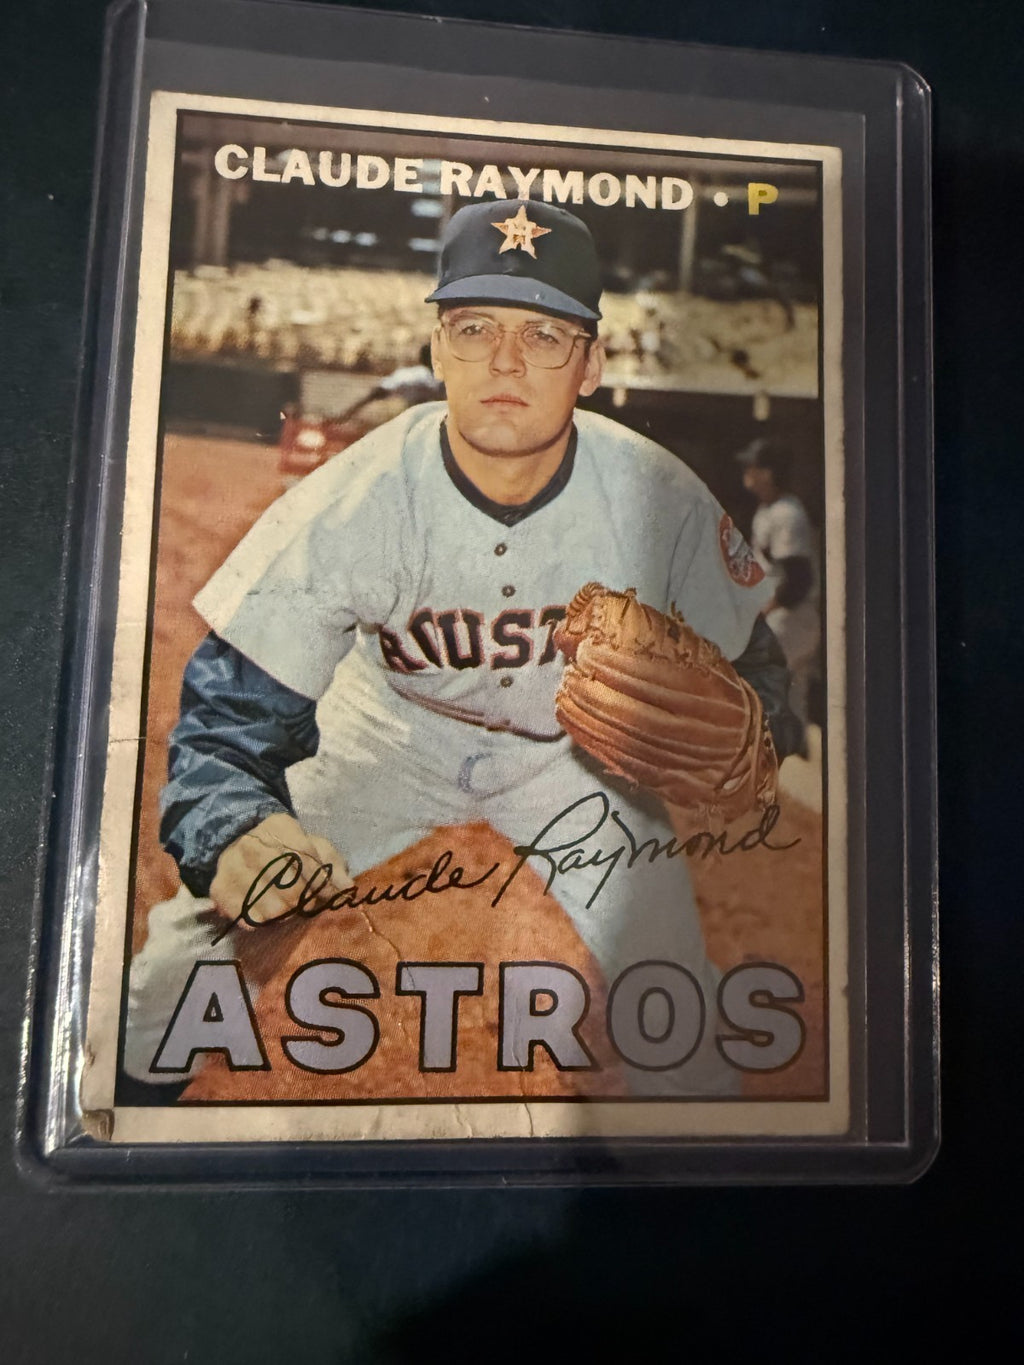 CLAUDE RAYMOND • P
H
HOUST
Claude Raymond
ASTROS